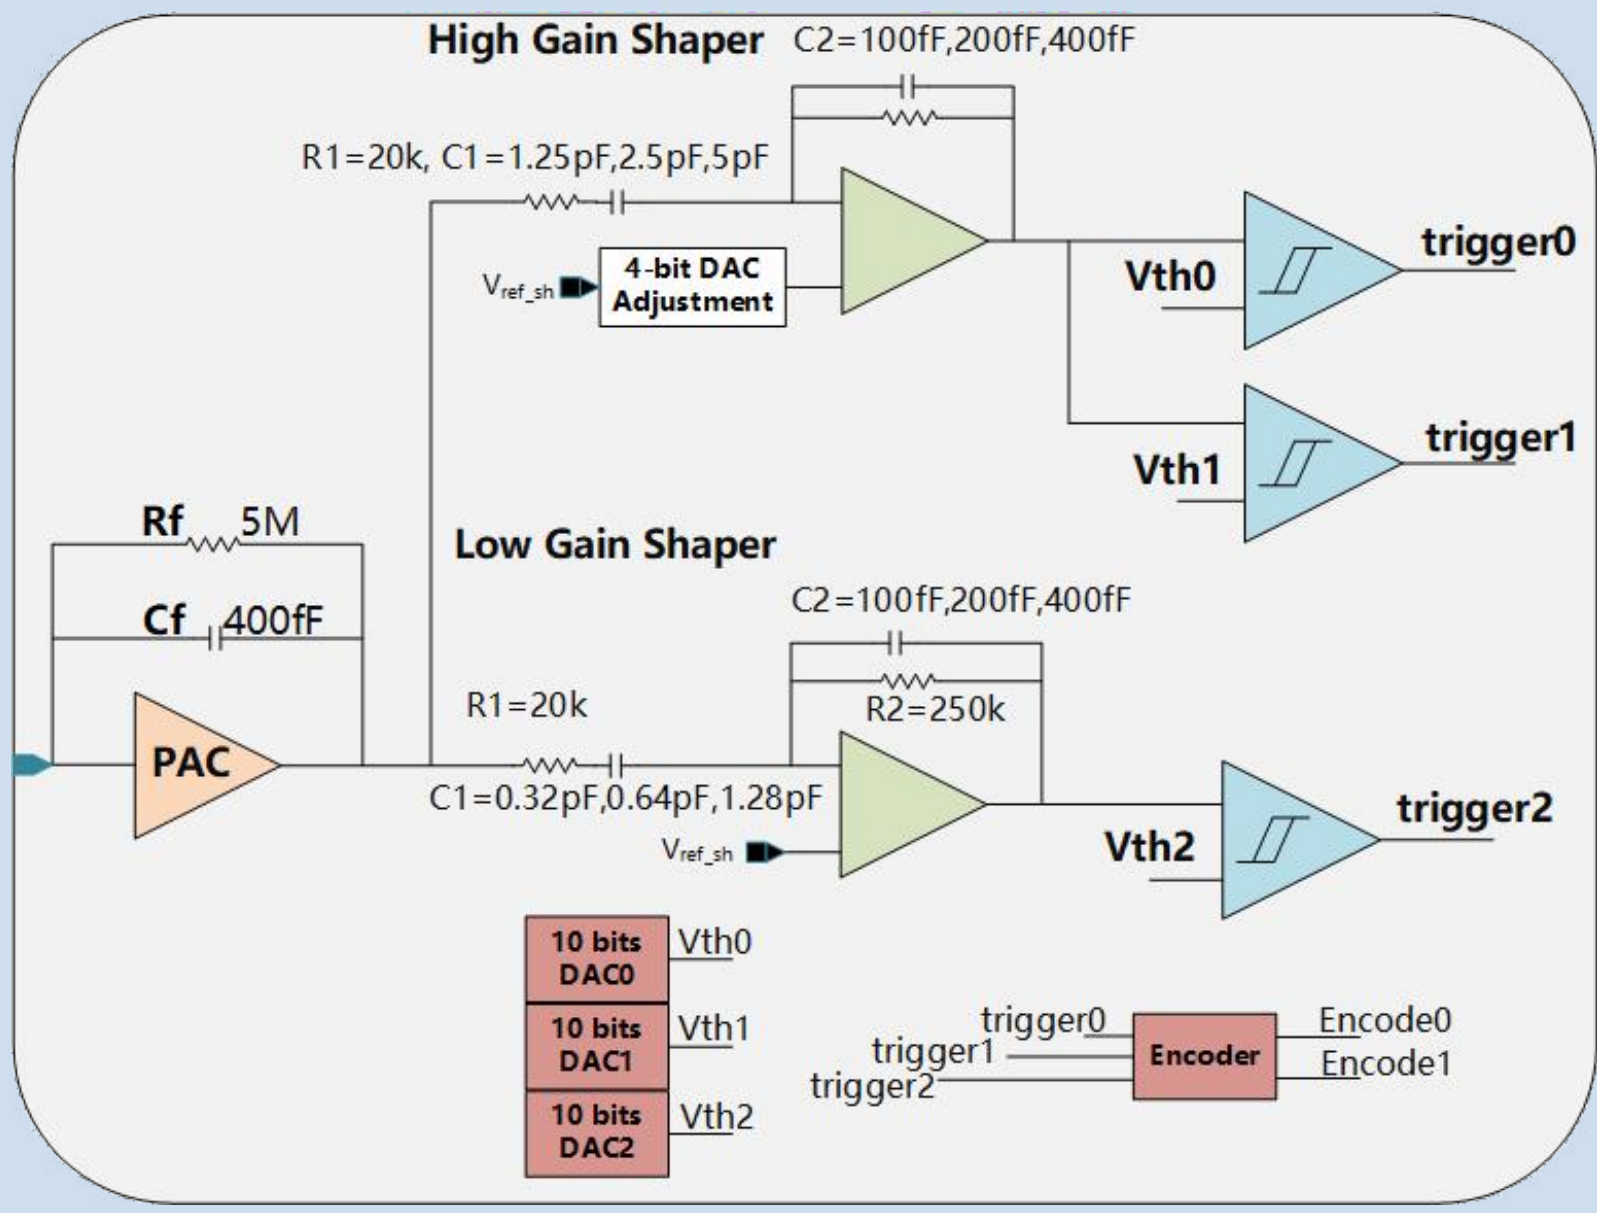 High Gain Shaper
C2=100fF,200fF,400fF
R1=20k, C1=1.25pF,2.5pF,5pF
Vref_sh
4-bit DAC
Adjustment
Vth0
trigger0
Vth1
trigger1
Rf 5M
Cf 400fF
PAC
Low Gain Shaper
C2=100fF,200fF,400fF
R2=250k
R1=20k
C1=0.32pF,0.64pF,1.28pF
Vref_sh
Vth2
trigger2
10 bits
DAC0
Vth0
10 bits
DAC1
Vth1
10 bits
DAC2
Vth2
trigger0
trigger1
trigger2
Encoder
Encode0
Encode1